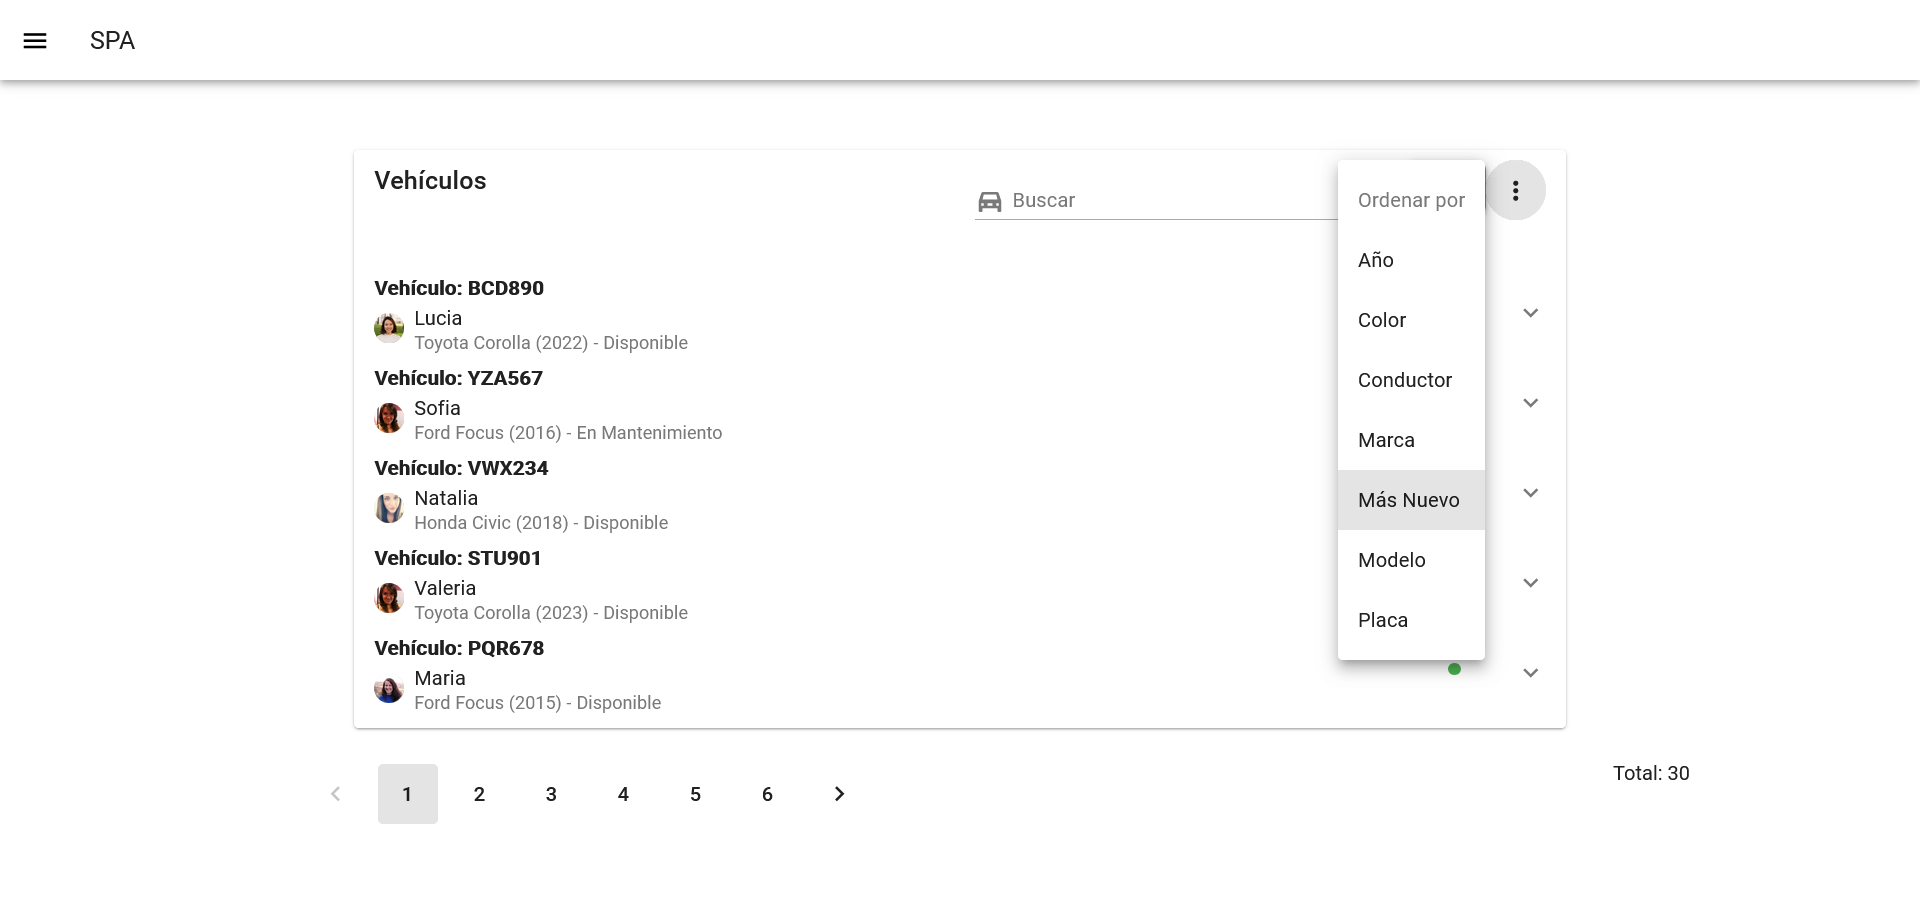 SPA
Vehículos
Buscar
Ordenar por
Año
Color
Conductor
Marca
Más Nuevo
Modelo
Placa
Vehículo: BCD890
Lucia
Toyota Corolla (2022) - Disponible
Vehículo: YZA567
Sofia
Ford Focus (2016) - En Mantenimiento
Vehículo: VWX234
Natalia
Honda Civic (2018) - Disponible
Vehículo: STU901
Valeria
Toyota Corolla (2023) - Disponible
Vehículo: PQR678
Maria
Ford Focus (2015) - Disponible
1 2 3 4 5 6
Total: 30